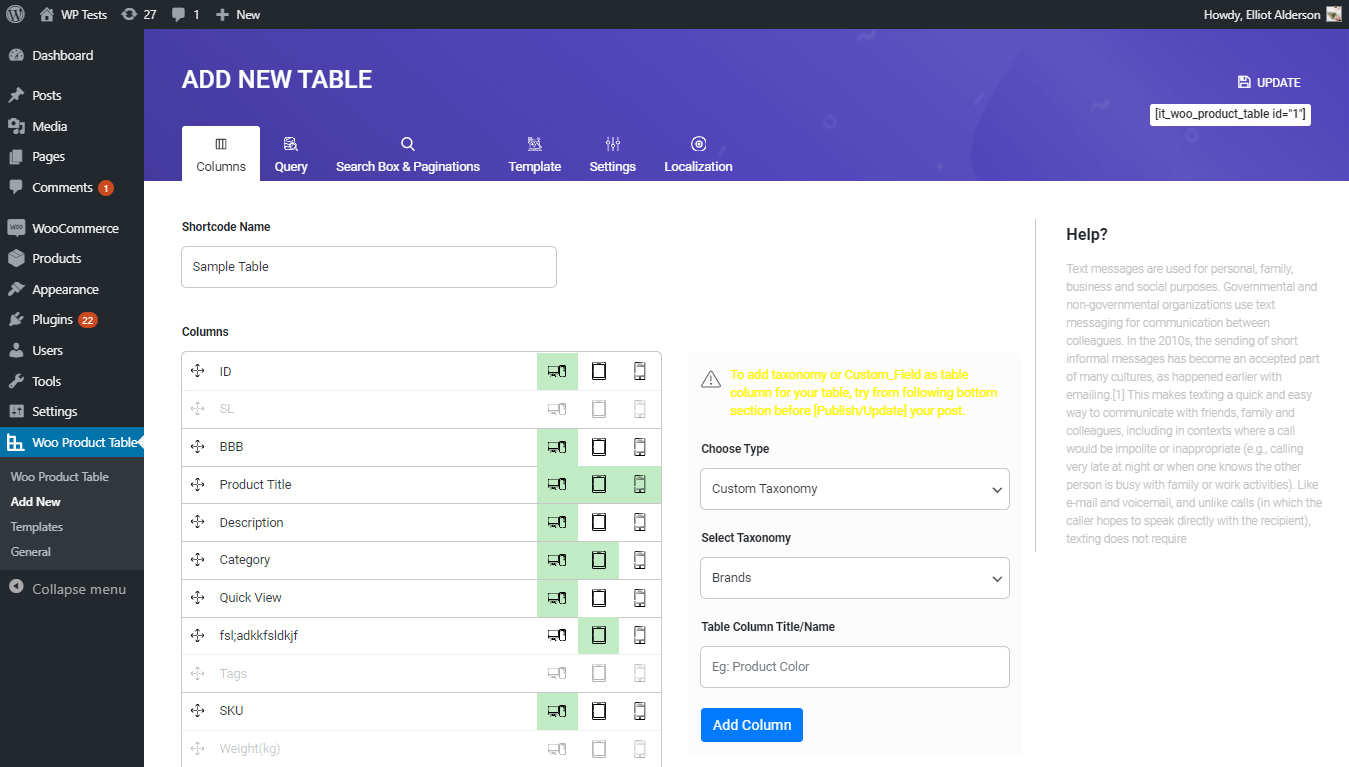 WP Tests 27 1 New Howdy, Elliot Alderson
Dashboard
Posts
Media
Pages
Comments 1
WooCommerce
Products
Appearance
Plugins 22
Users
Tools
Settings
Woo Product Table
Woo Product Table
Add New
Templates
General
Collapse menu
ADD NEW TABLE
UPDATE
[it_woo_product_table id="1"]
Columns Query Search Box & Paginations Template Settings Localization
Shortcode Name
Sample Table
Columns
ID
SL
BBB
Product Title
Description
Category
Quick View
fsl;adkkfsldkjf
Tags
SKU
Weight(kg)
To add taxonomy or Custom_Field as table
column for your table, try from following bottom
section before [Publish/Update] your post.
Choose Type
Custom Taxonomy
Select Taxonomy
Brands
Table Column Title/Name
Eg: Product Color
Add Column
Help?
Text messages are used for personal, family,
business and social purposes. Governmental and
non-governmental organizations use text
messaging for communication between
colleagues. In the 2010s, the sending of short
informal messages has become an accepted part
of many cultures, as happened earlier with
emailing.[1] This makes texting a quick and easy
way to communicate with friends, family and
colleagues, including in contexts where a call
would be impolite or inappropriate (e.g., calling
very late at night or when one knows the other
person is busy with family or work activities). Like
e-mail and voicemail, and unlike calls (in which the
caller hopes to speak directly with the recipient),
texting does not require